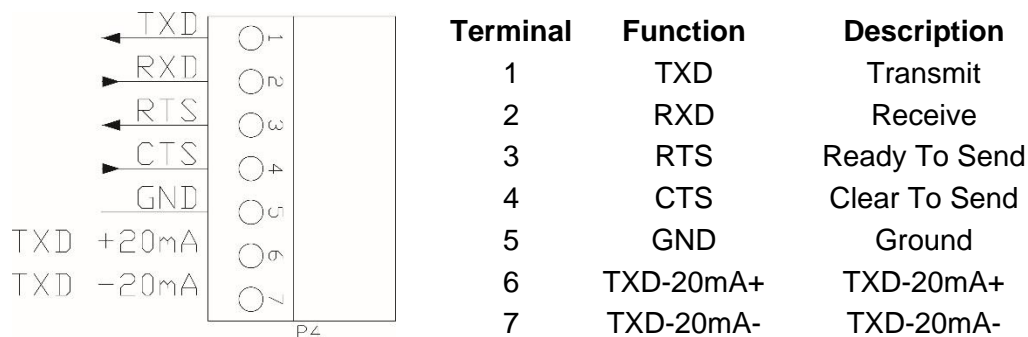 TXD
RXD
RTS
CTS
GND
TXD +20mA
TXD -20mA
1
2
3
4
5
6
7
P4
Terminal Function Description
1 TXD Transmit
2 RXD Receive
3 RTS Ready To Send
4 CTS Clear To Send
5 GND Ground
6 TXD-20mA+ TXD-20mA+
7 TXD-20mA- TXD-20mA-